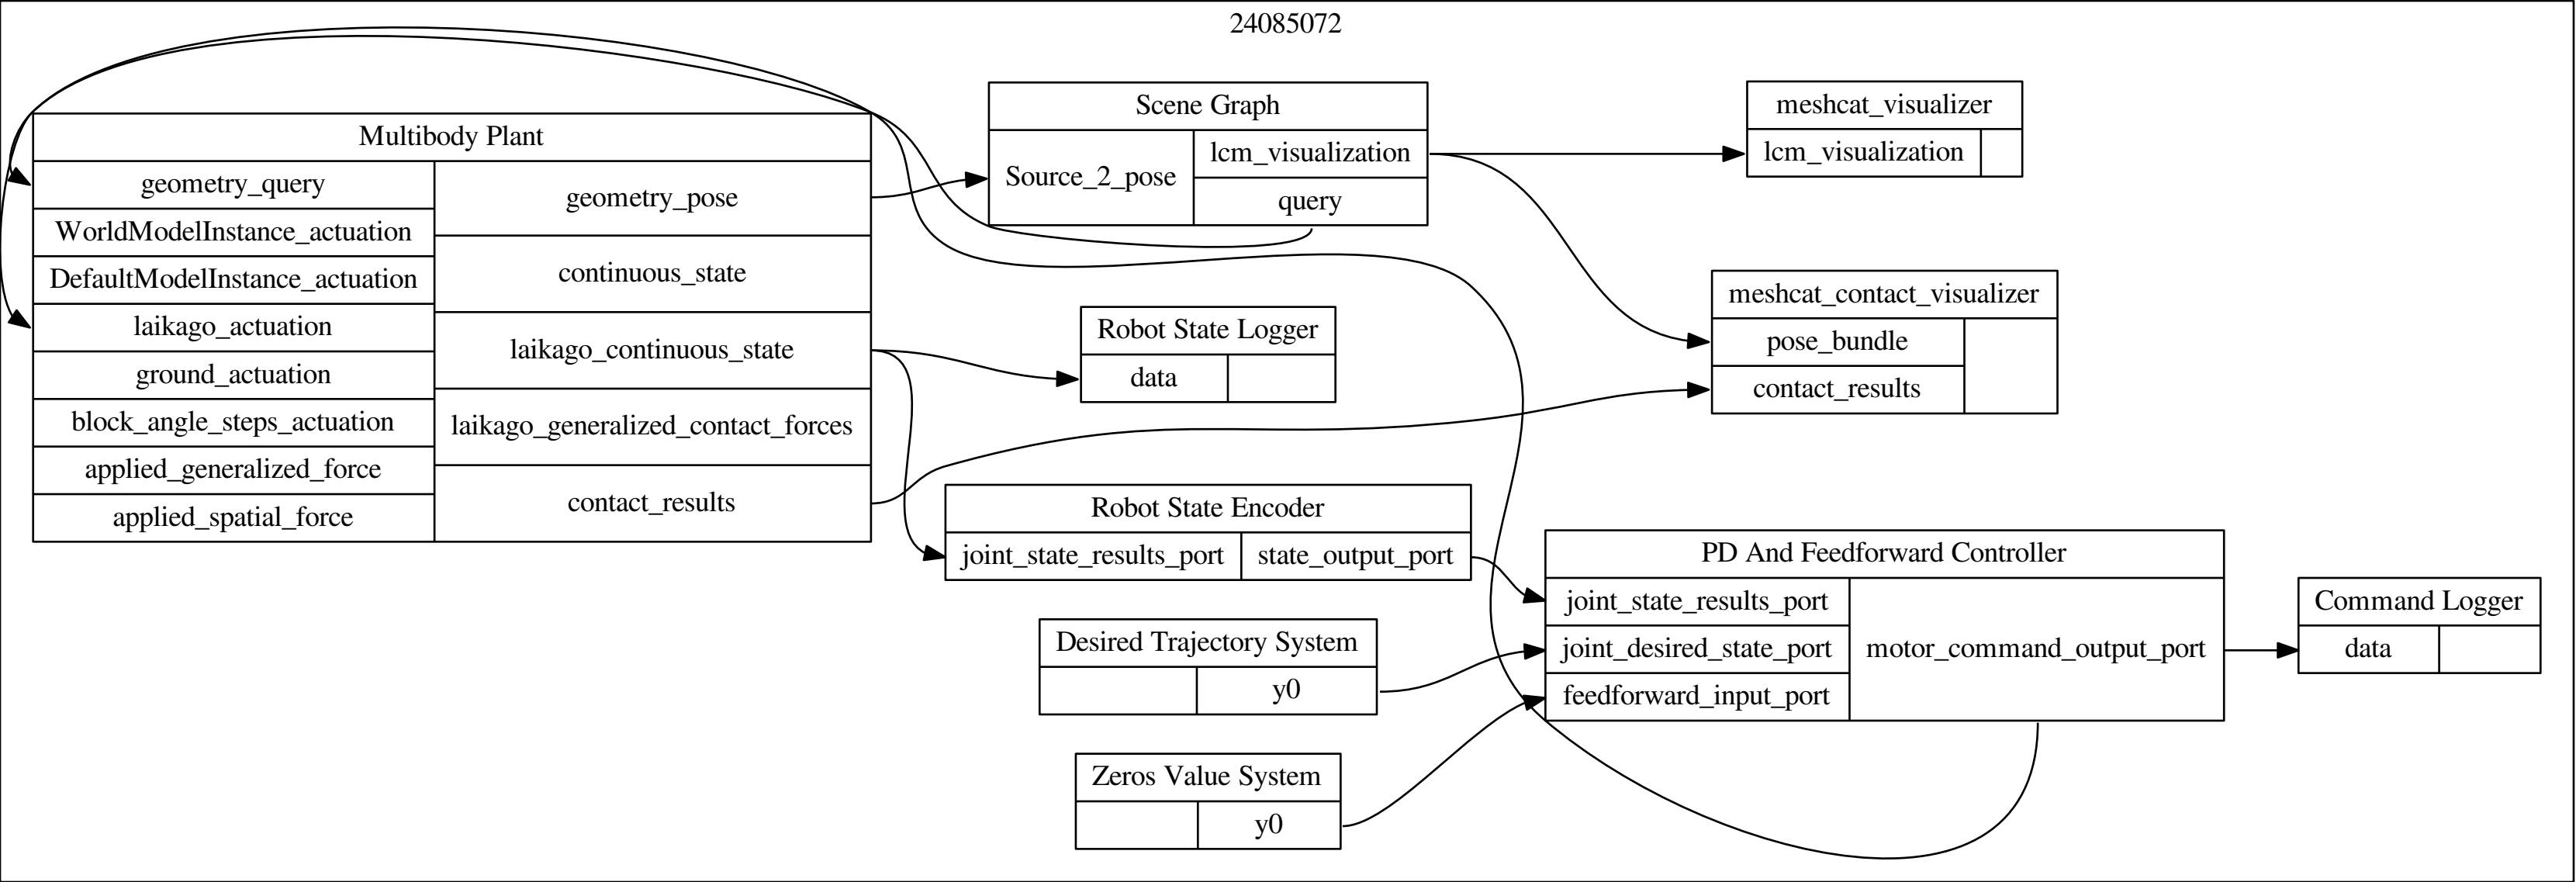 24085072
Multibody Plant
geometry_query
WorldModelInstance_actuation
DefaultModelInstance_actuation
laikago_actuation
ground_actuation
block_angle_steps_actuation
applied_generalized_force
applied_spatial_force
geometry_pose
continuous_state
laikago_continuous_state
laikago_generalized_contact_forces
contact_results
Scene Graph
Source_2_pose
lcm_visualization
query
meshcat_visualizer
lcm_visualization
Robot State Logger
data
meshcat_contact_visualizer
pose_bundle
contact_results
Robot State Encoder
joint_state_results_port
state_output_port
Desired Trajectory System
y0
Zeros Value System
y0
PD And Feedforward Controller
joint_state_results_port
joint_desired_state_port
feedforward_input_port
motor_command_output_port
Command Logger
data